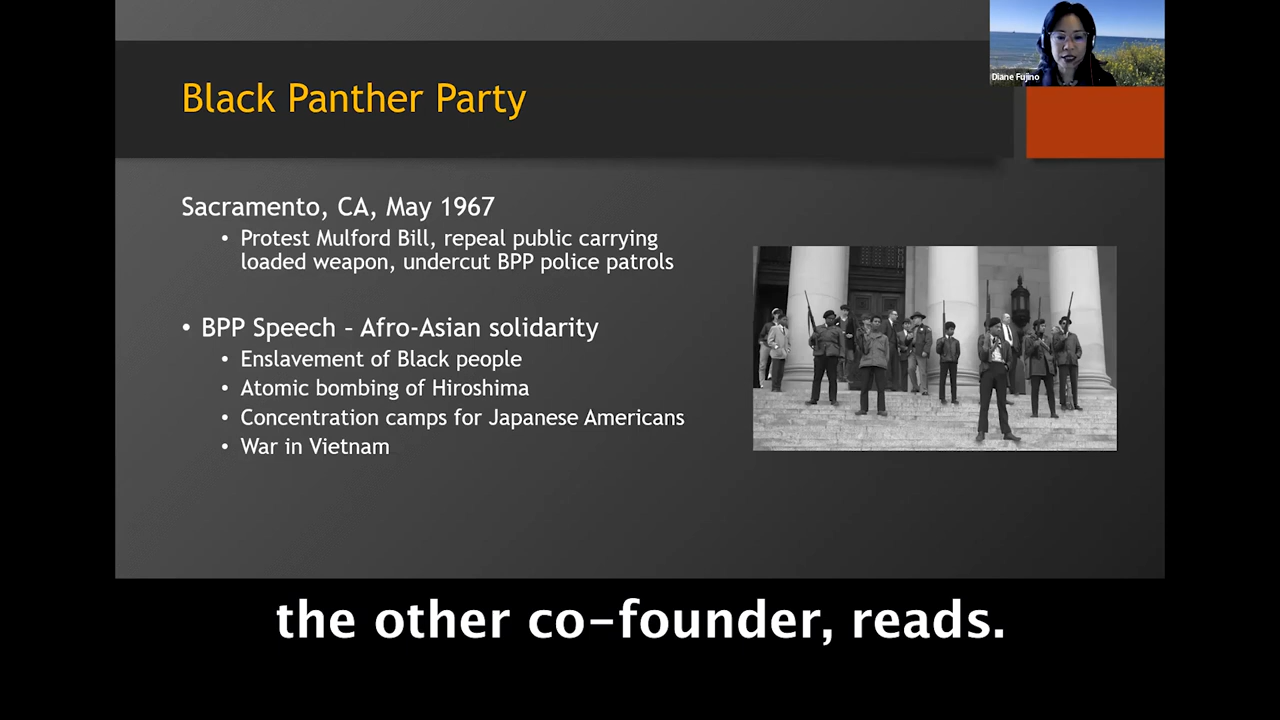 Diane Fujino
Black Panther Party
Sacramento, CA, May 1967
• Protest Mulford Bill, repeal public carrying
loaded weapon, undercut BPP police patrols
• BPP Speech – Afro-Asian solidarity
• Enslavement of Black people
• Atomic bombing of Hiroshima
• Concentration camps for Japanese Americans
• War in Vietnam
the other co-founder, reads.